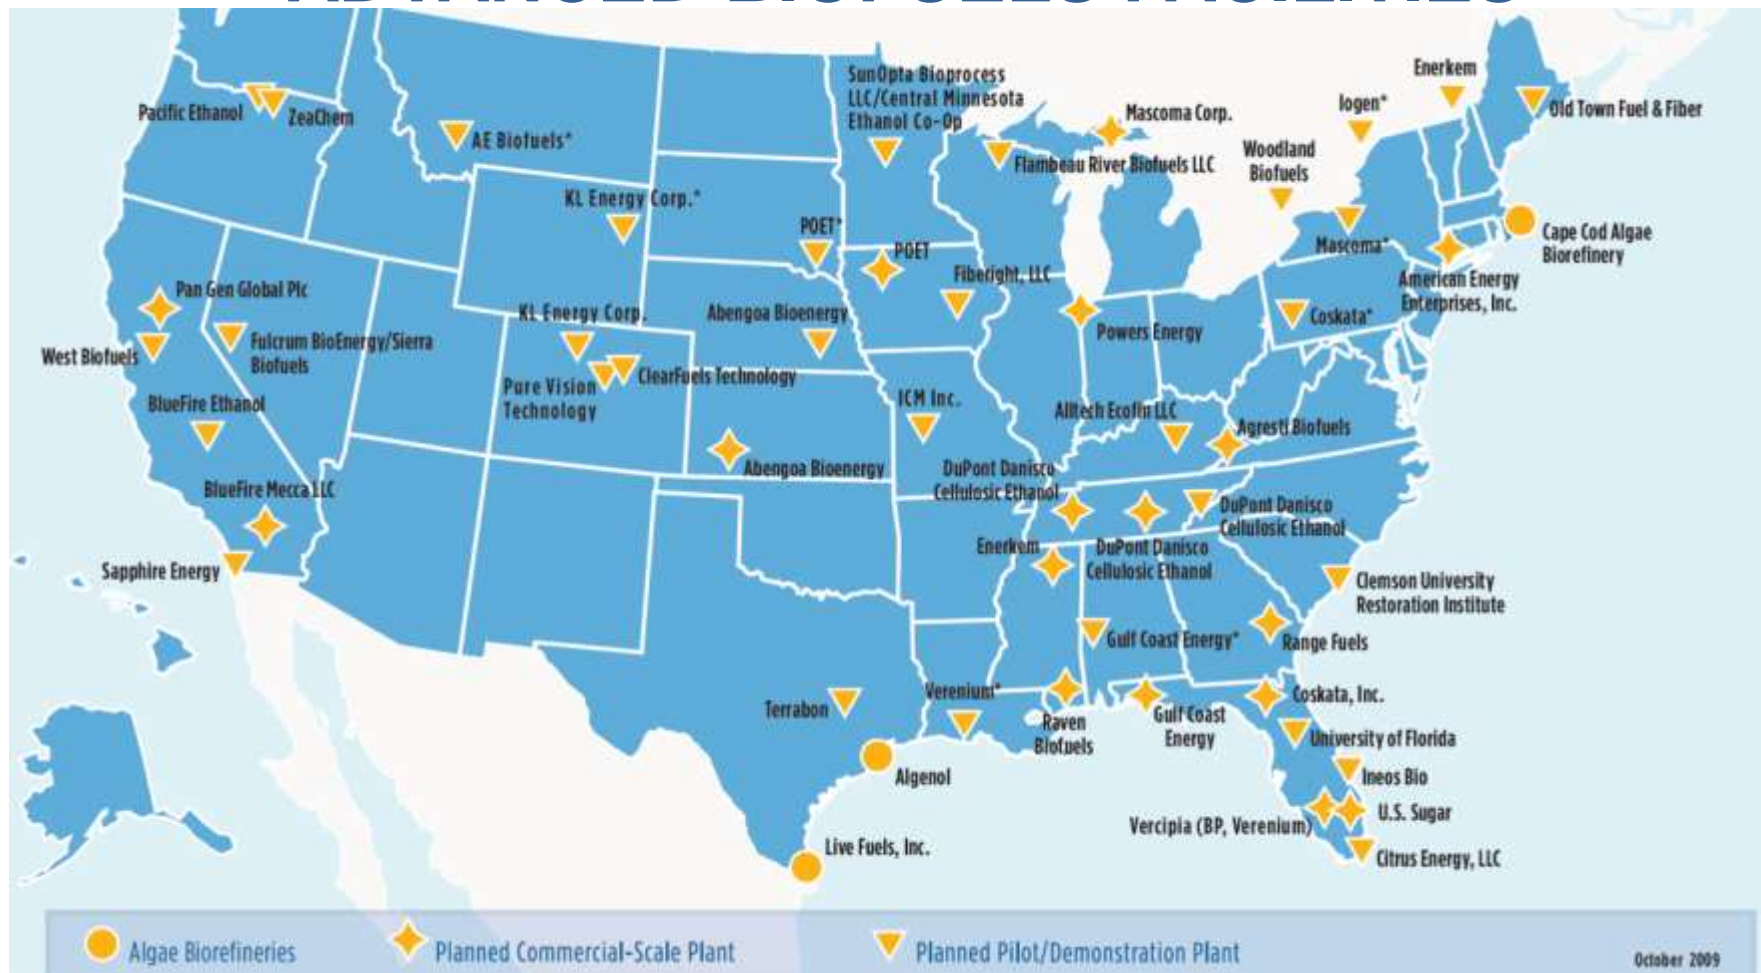 ADVANCED BIOFUELS FACILITIES
Enerkem
SunOpta Bioprocess
LLC/Central Minnesota
Ethanol Co-Op
Iogen*
Mascoma Corp.
Old Town Fuel & Fiber
Pacific Ethanol
ZeaChem
AE Biofuels*
Woodland
Biofuels
Flambeau River Biofuels LLC
KL Energy Corp.*
POET*
POET
Mascoma*
Cape Cod Algae
Biorefinery
Fiberight, LLC
American Energy
Enterprises, Inc.
Pan Gen Global Plc
KL Energy Corp.
Abengoa Bioenergy
Powers Energy
Coskata*
West Biofuels
Fulcrum BioEnergy/Sierra
Biofuels
Pure Vision
Technology
ClearFuels Technology
BlueFire Ethanol
ICM Inc.
Alltech Ecofin LLC
Agresti Biofuels
Abengoa Bioenergy
DuPont Danisco
Cellulosic Ethanol
BlueFire Mecca LLC
DuPont Danisco
Cellulosic Ethanol
Enerkem
DuPont Danisco
Cellulosic Ethanol
Sapphire Energy
Clemson University
Restoration Institute
Gulf Coast Energy*
Range Fuels
Terrabon
Verenium*
Raven
Biofuels
Gulf Coast
Energy
Coskata, Inc.
University of Florida
Algenol
Ineos Bio
U.S. Sugar
Vercipia (BP, Verenium)
Live Fuels, Inc.
Citrus Energy, LLC
Algae Biorefineries
Planned Commercial-Scale Plant
Planned Pilot/Demonstration Plant
October 2009